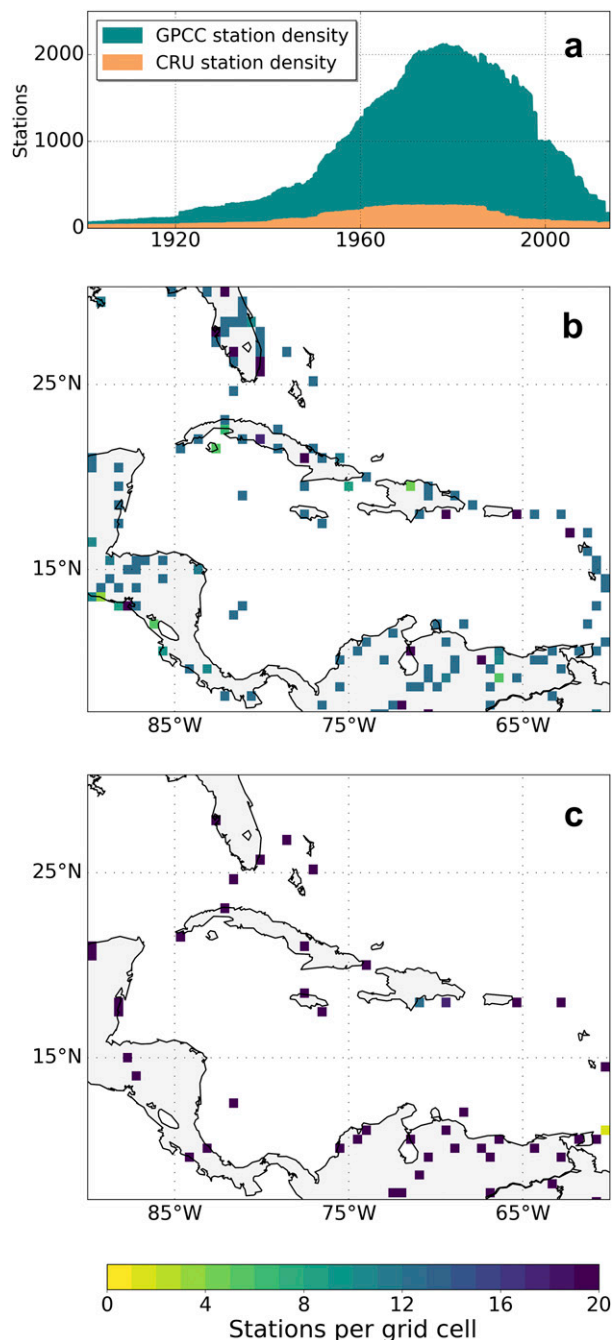 2000
1000
0
Stations
GPCC station density
CRU station density
a
1920
1960
2000
b
25°N
15°N
85°W
75°W
65°W
c
25°N
15°N
85°W
75°W
65°W
0
4
8
12
16
20
Stations per grid cell